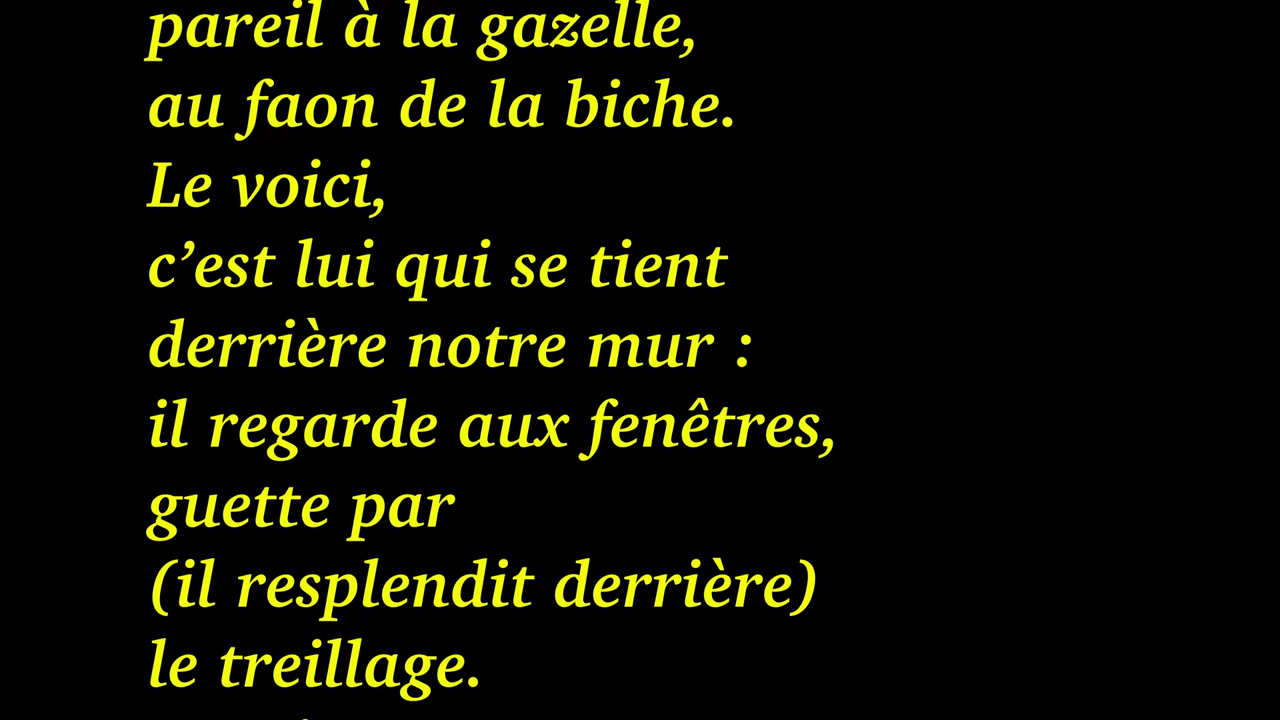 pareil à la gazelle,
au faon de la biche.
Le voici,
c’est lui qui se tient
derrière notre mur :
il regarde aux fenêtres,
guette par
(il resplendit derrière)
le treillage.